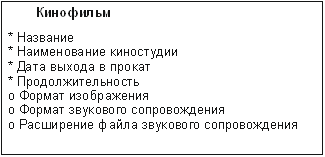 Кинофильм
* Название
* Наименование киностудии
* Дата выхода в прокат
* Продолжительность
о Формат изображения
о Формат звукового сопровождения
о Расширение файла звукового сопровождения